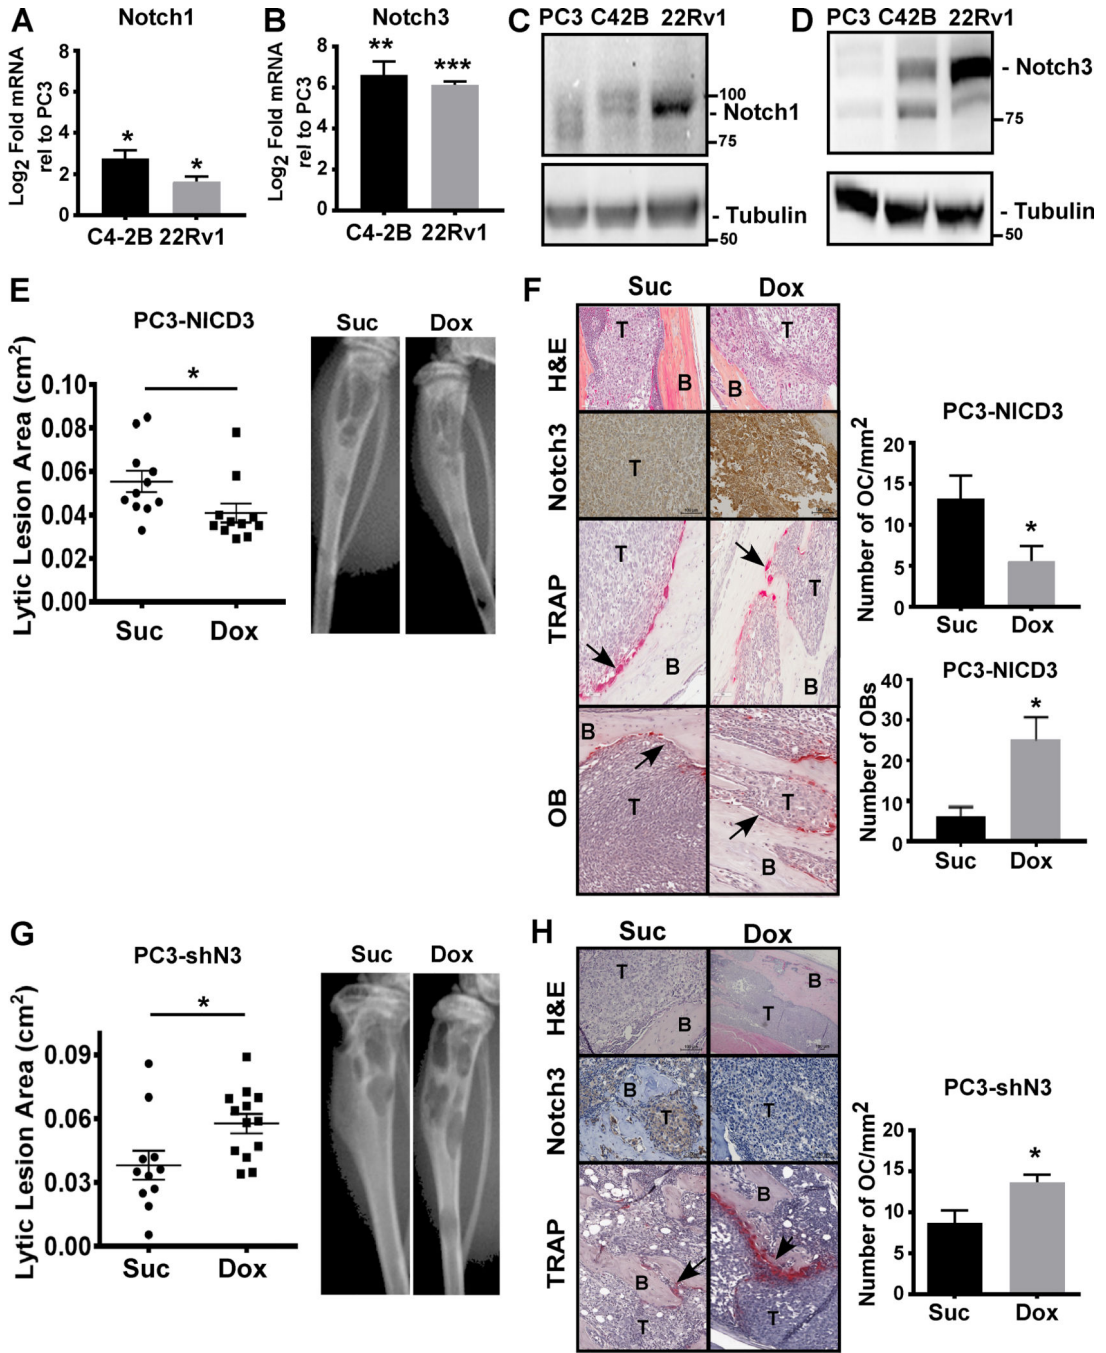 A
Notch1
Log2 Fold mRNA
rel to PC3
8
6
4
2
0
*
*
C4-2B 22Rv1
B
Notch3
Log2 Fold mRNA
rel to PC3
8
6
4
2
0
**
***
C4-2B 22Rv1
C
PC3 C42B 22Rv1
100
- Notch1
75
- Tubulin
50
D
PC3 C42B 22Rv1
- Notch3
75
- Tubulin
50
E
PC3-NICD3
Lytic Lesion Area (cm²)
0.10
0.08
0.06
0.04
0.02
0.00
*
Suc Dox
Suc Dox
F
Suc Dox
H&E
T
B
T
B
Notch3
T
TRAP
T
B
T
B
OB
B
T
T
B
PC3-NICD3
Number of OC/mm²
20
15
10
5
0
*
Suc Dox
PC3-NICD3
Number of OBs
40
30
20
10
0
*
Suc Dox
G
PC3-shN3
Lytic Lesion Area (cm²)
0.09
0.06
0.03
0.00
*
Suc Dox
Suc Dox
H
Suc Dox
H&E
T
B
B
T
Notch3
B
T
T
TRAP
B
T
B
T
PC3-shN3
Number of OC/mm²
20
15
10
5
0
*
Suc Dox